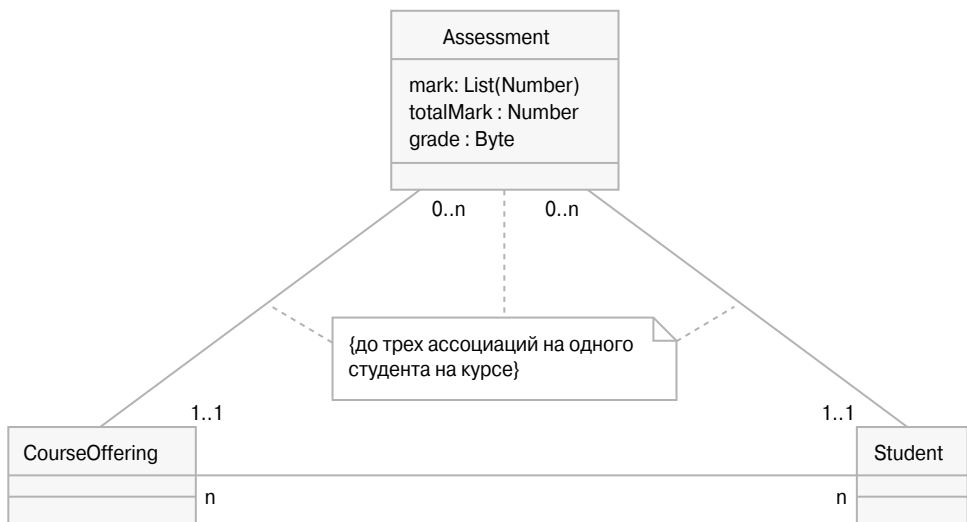 Assessment
mark: List(Number)
totalMark : Number
grade : Byte
0..n
0..n
{до трех ассоциаций на одного
студента на курсе}
1..1
1..1
CourseOffering
Student
n
n